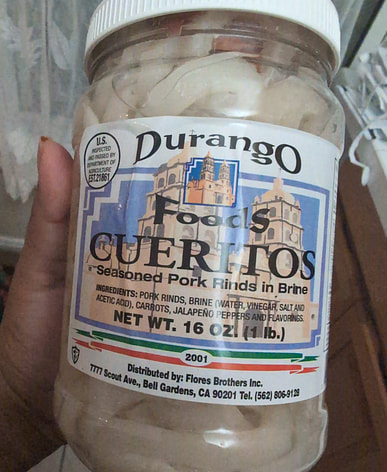 Durango
U.S.
INSPECTED
AND PASSED BY
DEPARTMENT OF
AGRICULTURE
EST.21861
Foods
CUERITOS
Seasoned Pork Rinds in Brine
INGREDIENTS: PORK RINDS, BRINE (WATER, VINEGAR, SALT AND
ACETIC ACID), CARROTS, JALAPEÑO PEPPERS AND FLAVORINGS.
NET WT. 16 OZ. (1 lb.)
2001
Distributed by: Flores Brothers Inc.
7777 Scout Ave., Bell Gardens, CA 90201 Tel. (562) 806-9128